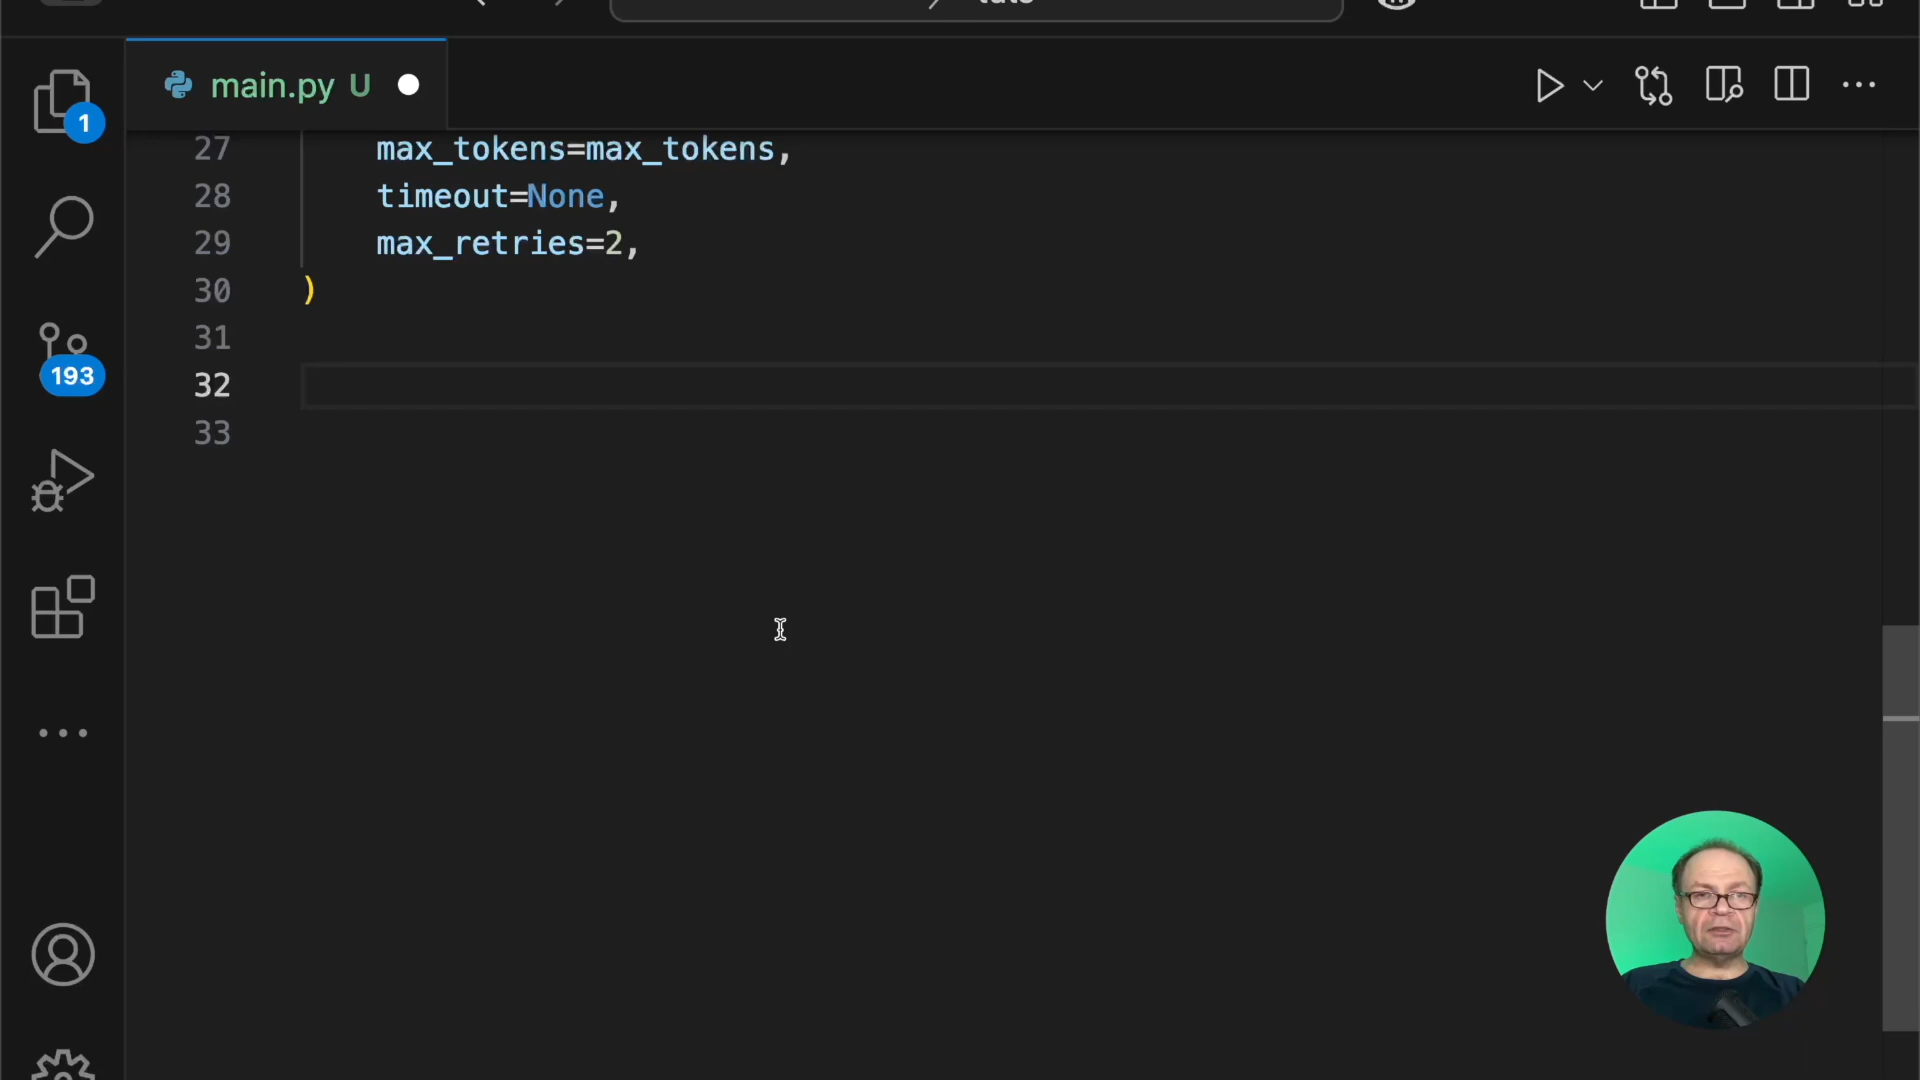 main.py U
1
27 max_tokens=max_tokens,
28 timeout=None,
29 max_retries=2,
30 )
31
193
32
33